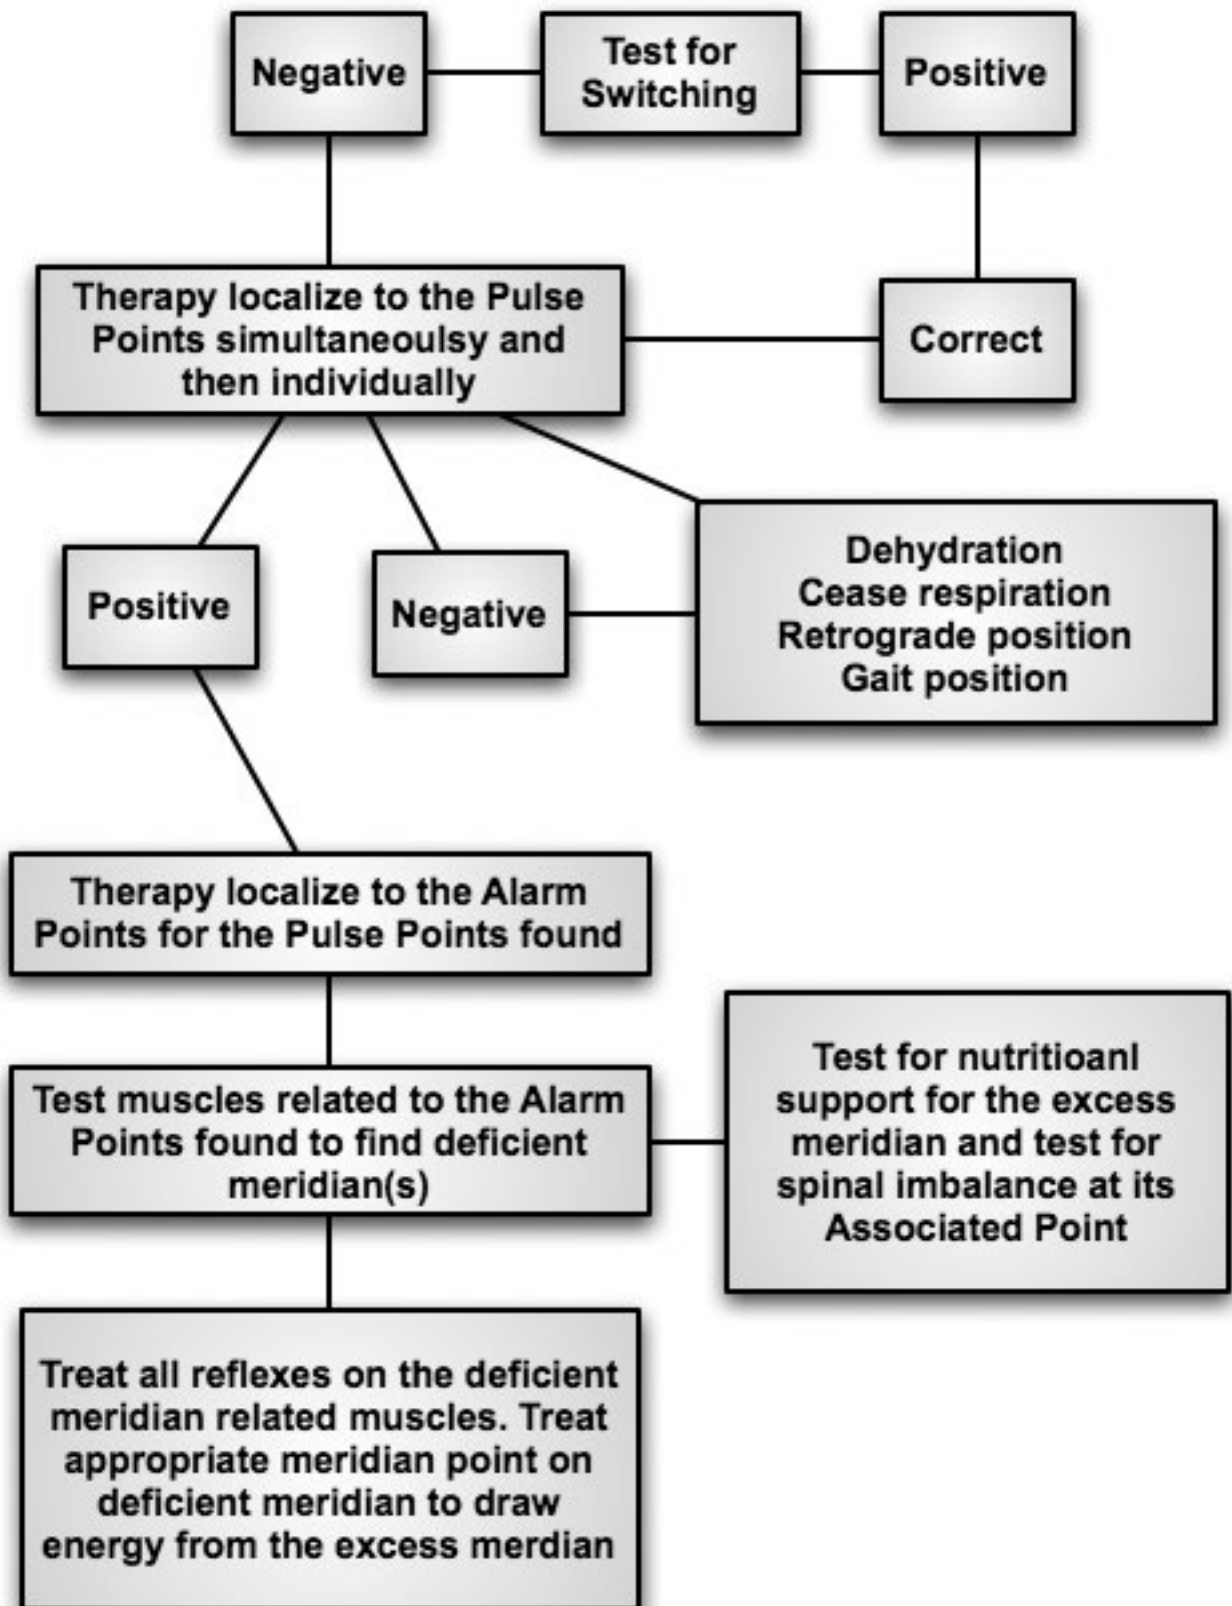 Negative
Test for
Switching
Positive
Therapy localize to the Pulse
Points simultaneoulsy and
then individually
Correct
Positive
Negative
Dehydration
Cease respiration
Retrograde position
Gait position
Therapy localize to the Alarm
Points for the Pulse Points found
Test muscles related to the Alarm
Points found to find deficient
meridian(s)
Test for nutritioanl
support for the excess
meridian and test for
spinal imbalance at its
Associated Point
Treat all reflexes on the deficient
meridian related muscles. Treat
appropriate meridian point on
deficient meridian to draw
energy from the excess merdian